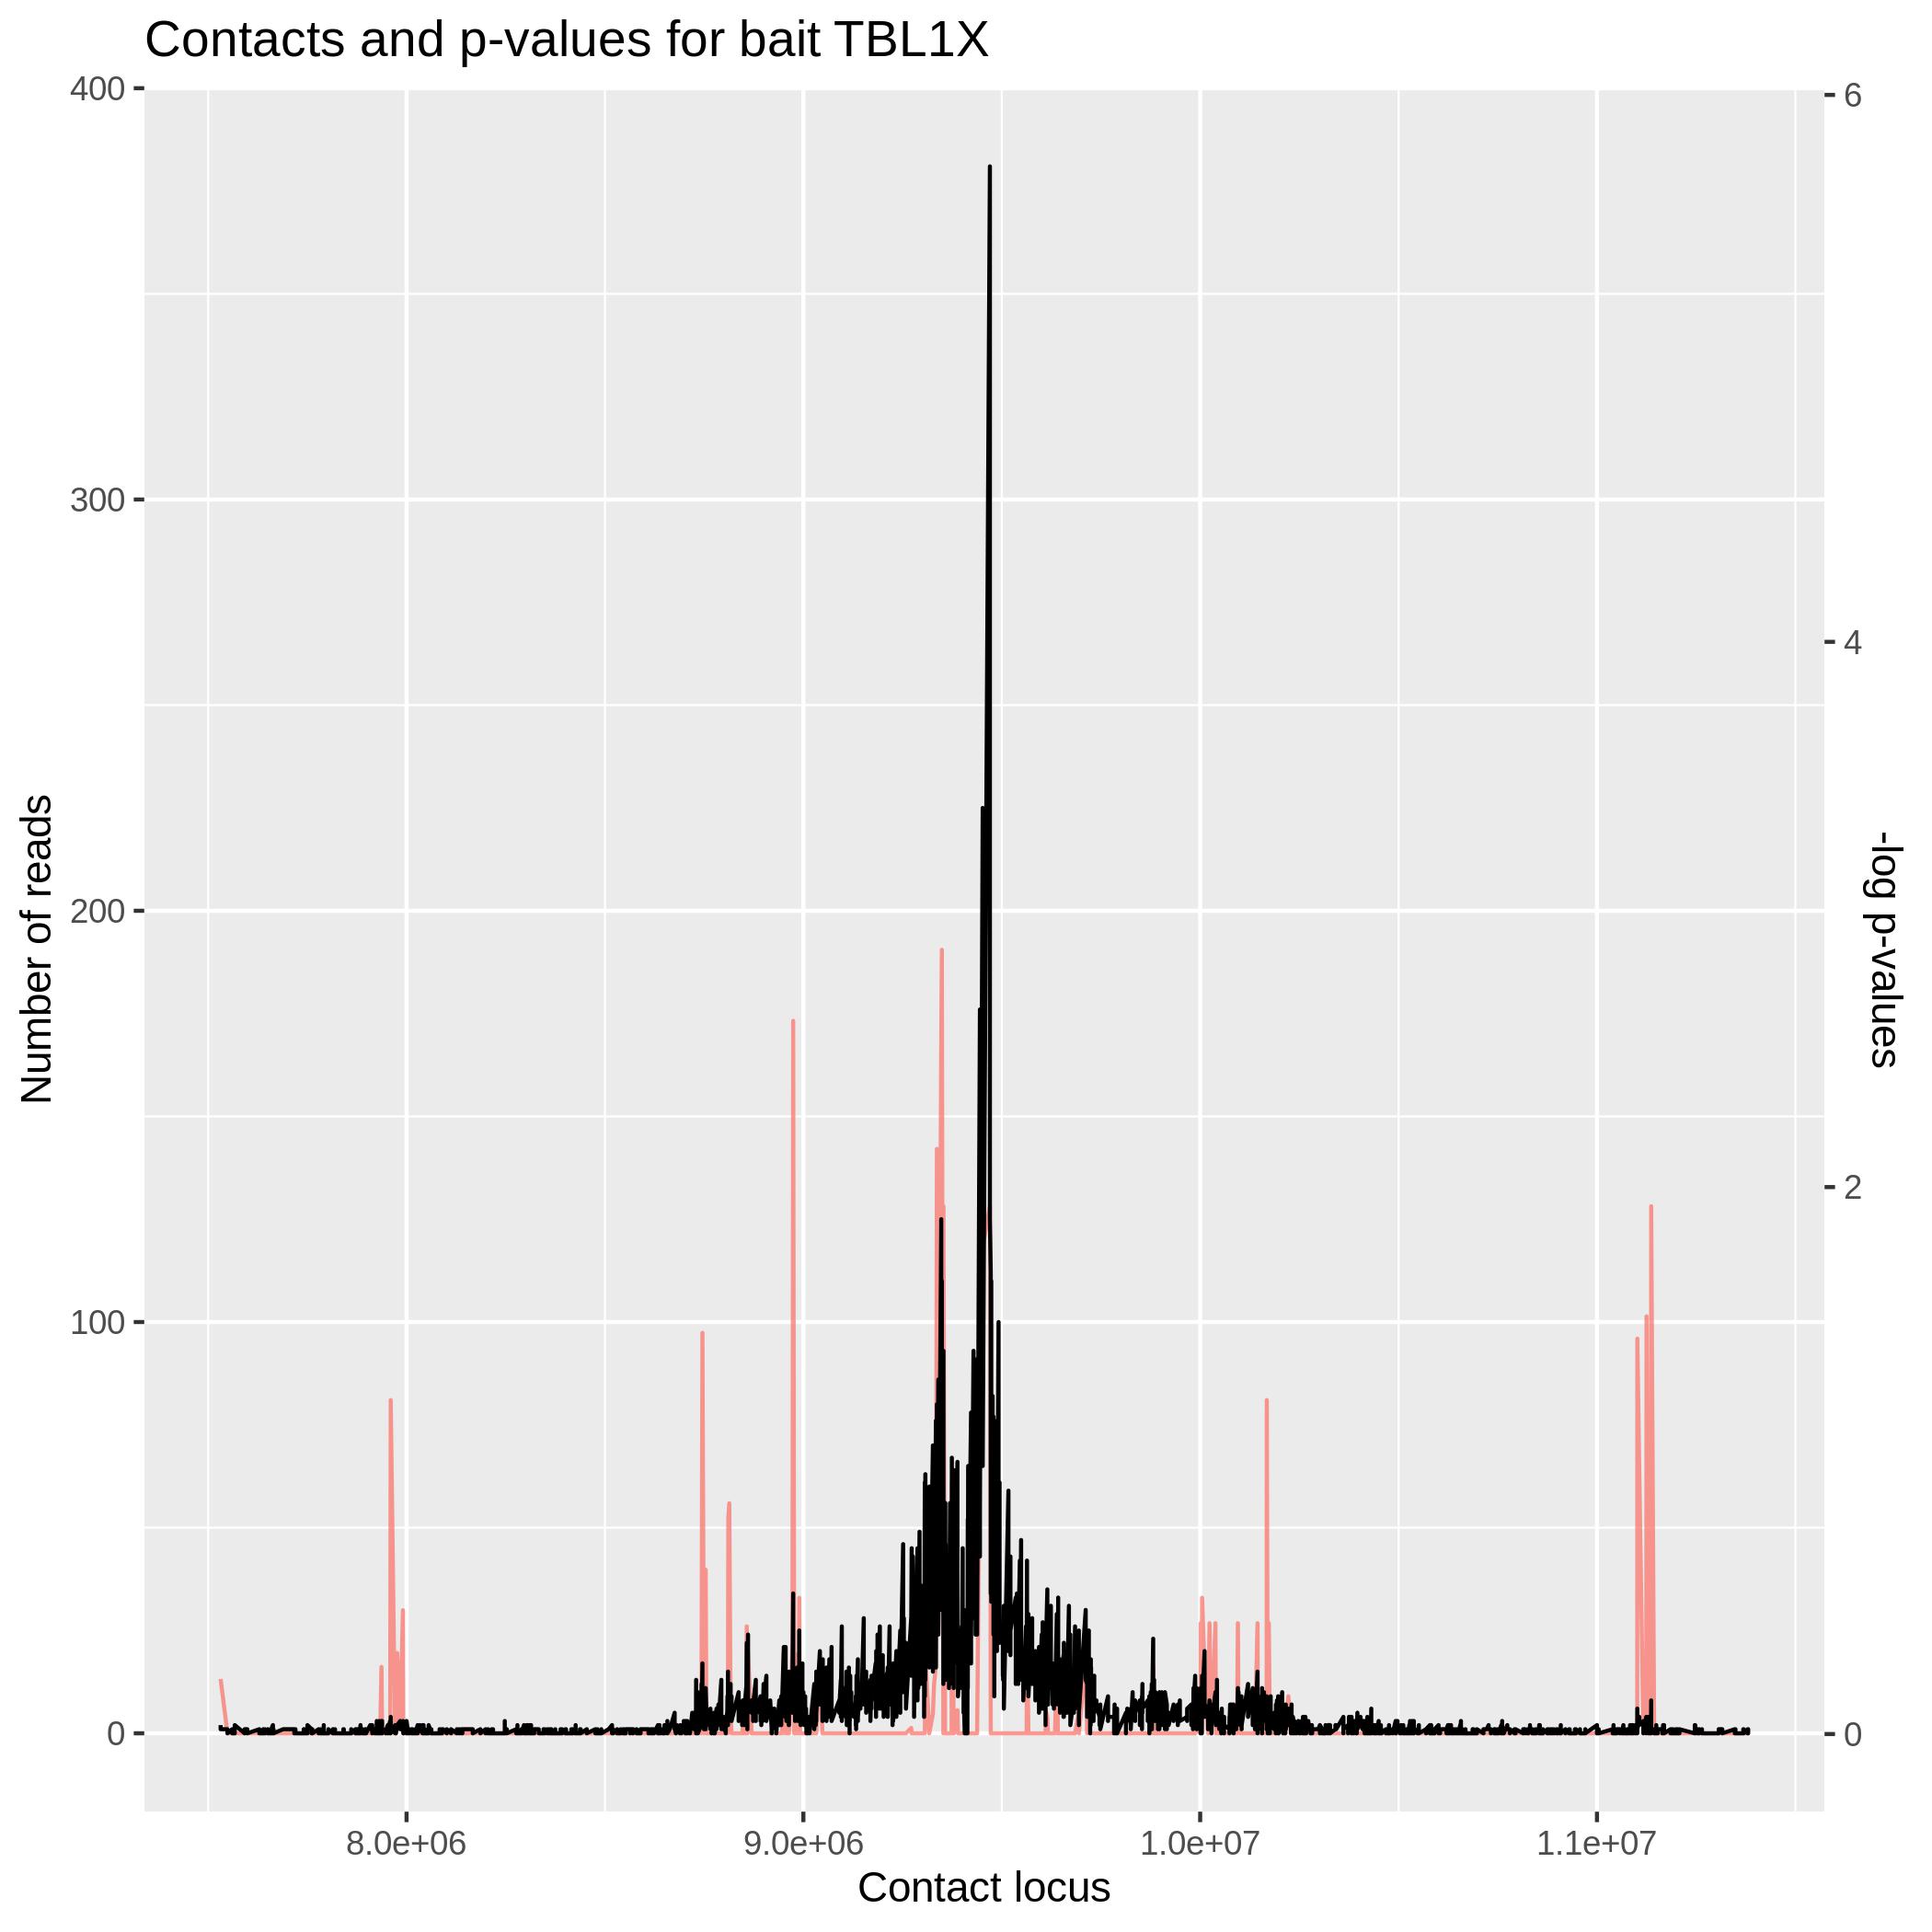 Contacts and p-values for bait TBL1X
400
300
200
100
0
6
4
2
0
Number of reads
-log p-values
8.0e+06
9.0e+06
1.0e+07
1.1e+07
Contact locus